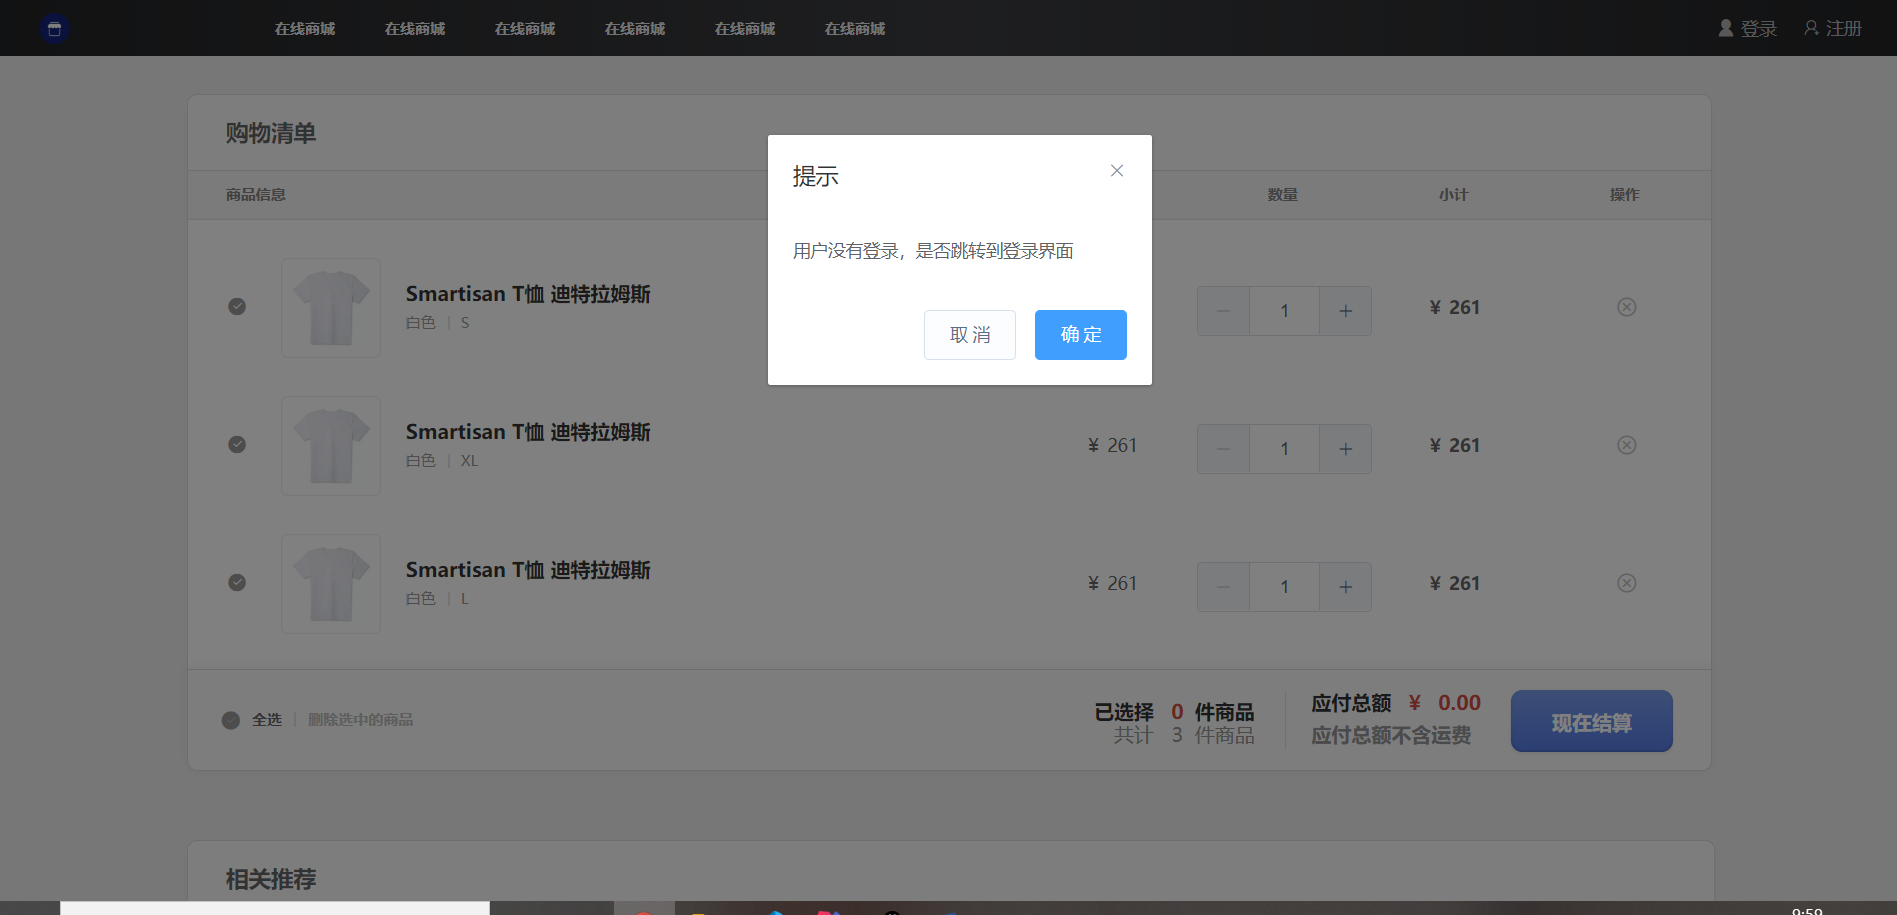 在线商城 在线商城 在线商城 在线商城 在线商城 在线商城 登录 注册
购物清单
商品信息 数量 小计 操作
提示
用户没有登录，是否跳转到登录界面
取消 确定
Smartisan T恤 迪特拉姆斯
白色 | S
1 + ¥ 261
Smartisan T恤 迪特拉姆斯
白色 | XL
¥ 261 − 1 + ¥ 261
Smartisan T恤 迪特拉姆斯
白色 | L
¥ 261 − 1 + ¥ 261
全选 | 删除选中的商品
已选择 0 件商品
共计 3 件商品
应付总额 ¥ 0.00
应付总额不含运费
现在结算
相关推荐
9:59